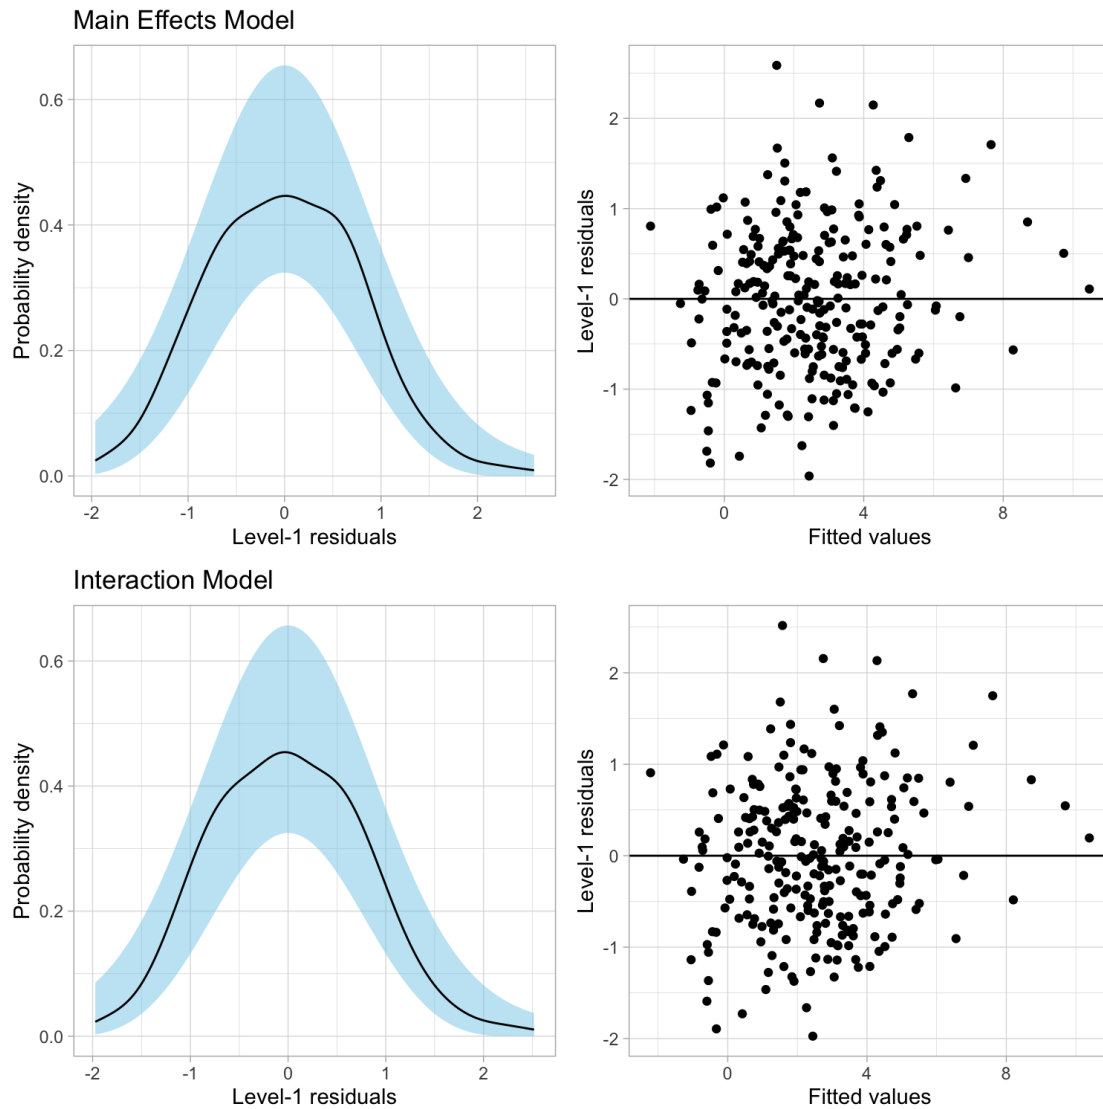 Main Effects Model
Probability density
0.6
0.4
0.2
0.0
-2 -1 0 1 2
Level-1 residuals
Level-1 residuals
2
1
0
-1
-2
0 4 8
Fitted values
Interaction Model
Probability density
0.6
0.4
0.2
0.0
-2 -1 0 1 2
Level-1 residuals
Level-1 residuals
2
1
0
-1
-2
0 4 8
Fitted values